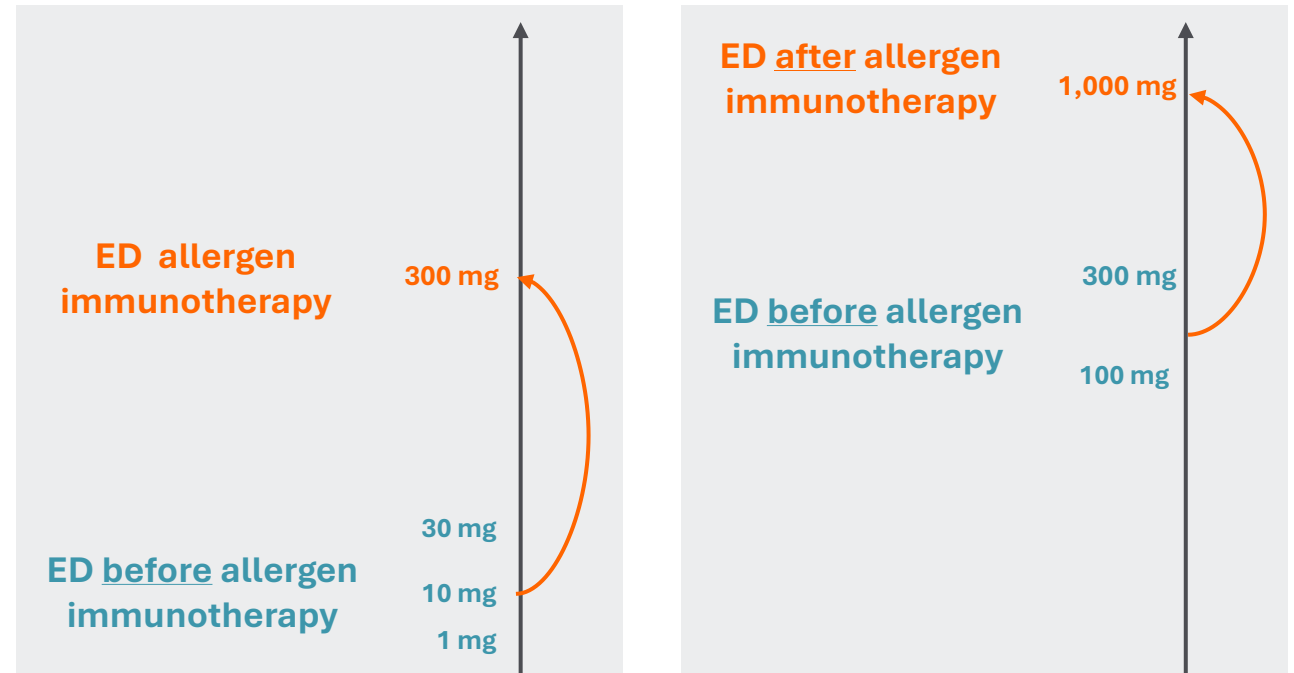 ED allergen
immunotherapy
300 mg
30 mg
ED before allergen
immunotherapy
10 mg
1 mg
ED after allergen
immunotherapy
1,000 mg
300 mg
ED before allergen
immunotherapy
100 mg